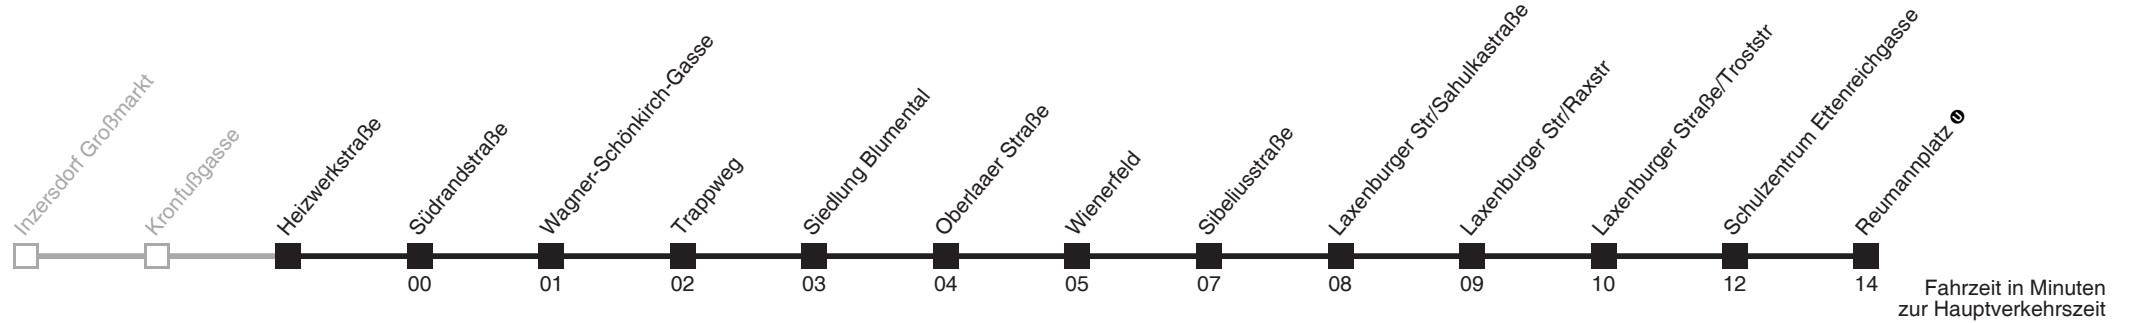 Inzersdorf Großmarkt
Kronfußgasse
Heizwerkstraße
Südrandstraße
Wagner-Schönkirch-Gasse
Trappweg
Siedlung Blumental
Oberlaaer Straße
Wienerfeld
Sibeliusstraße
Laxenburger Str/Sahulkastraße
Laxenburger Str/Raxstr
Laxenburger Straße/Troststr
Schulzentrum Ettenreichgasse
Reumannplatz U
00 01 02 03 04 05 07 08 09 10 12 14
Fahrzeit in Minuten
zur Hauptverkehrszeit